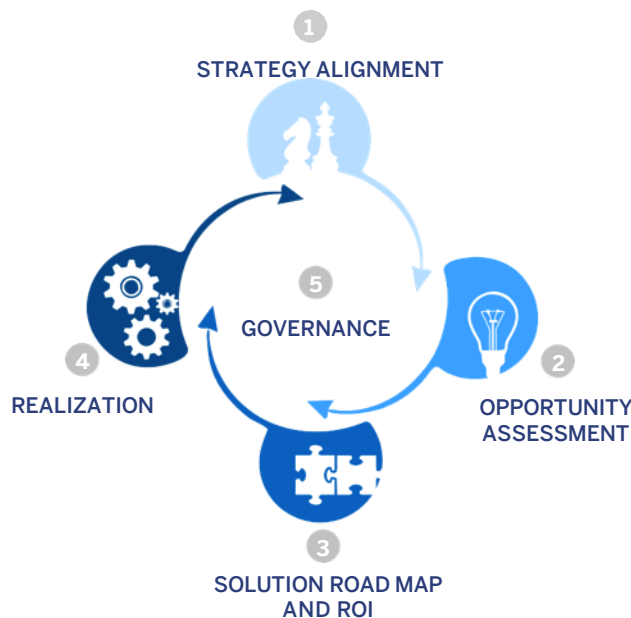 1
STRATEGY ALIGNMENT
5
GOVERNANCE
4
REALIZATION
2
OPPORTUNITY
ASSESSMENT
3
SOLUTION ROAD MAP
AND ROI